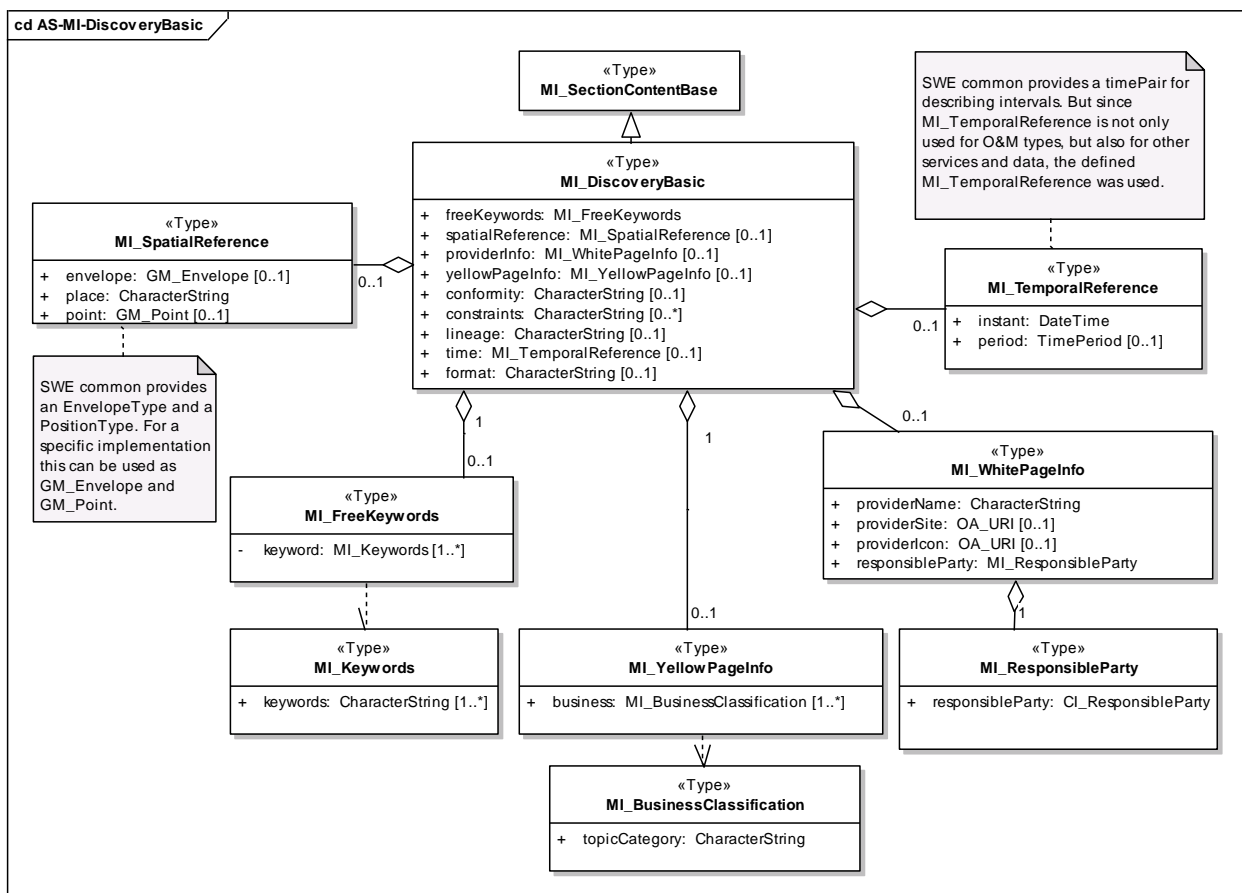 cd AS-MI-DiscoveryBasic
«Type»
MI_SectionContentBase
SWE common provides a timePair for
describing intervals. But since
MI_TemporalReference is not only
used for O&M types, but also for other
services and data, the defined
MI_TemporalReference was used.
«Type»
MI_DiscoveryBasic
+ freeKeywords: MI_FreeKeywords
+ spatialReference: MI_SpatialReference [0..1]
+ providerInfo: MI_WhitePageInfo [0..1]
+ yellowPageInfo: MI_YellowPageInfo [0..1]
+ conformity: CharacterString [0..1]
+ constraints: CharacterString [0..*]
+ lineage: CharacterString [0..1]
+ time: MI_TemporalReference [0..1]
+ format: CharacterString [0..1]
«Type»
MI_SpatialReference
+ envelope: GM_Envelope [0..1]
+ place: CharacterString
+ point: GM_Point [0..1]
0..1
«Type»
MI_TemporalReference
+ instant: DateTime
+ period: TimePeriod [0..1]
0..1
SWE common provides
an EnvelopeType and a
PositionType. For a
specific implementation
this can be used as
GM_Envelope and
GM_Point.
1
0..1
1
0..1
0..1
«Type»
MI_WhitePageInfo
+ providerName: CharacterString
+ providerSite: OA_URI [0..1]
+ providerIcon: OA_URI [0..1]
+ responsibleParty: MI_ResponsibleParty
«Type»
MI_FreeKeywords
- keyword: MI_Keywords [1..*]
1
«Type»
MI_Keywords
+ keywords: CharacterString [1..*]
«Type»
MI_YellowPageInfo
+ business: MI_BusinessClassification [1..*]
«Type»
MI_ResponsibleParty
+ responsibleParty: CI_ResponsibleParty
«Type»
MI_BusinessClassification
+ topicCategory: CharacterString